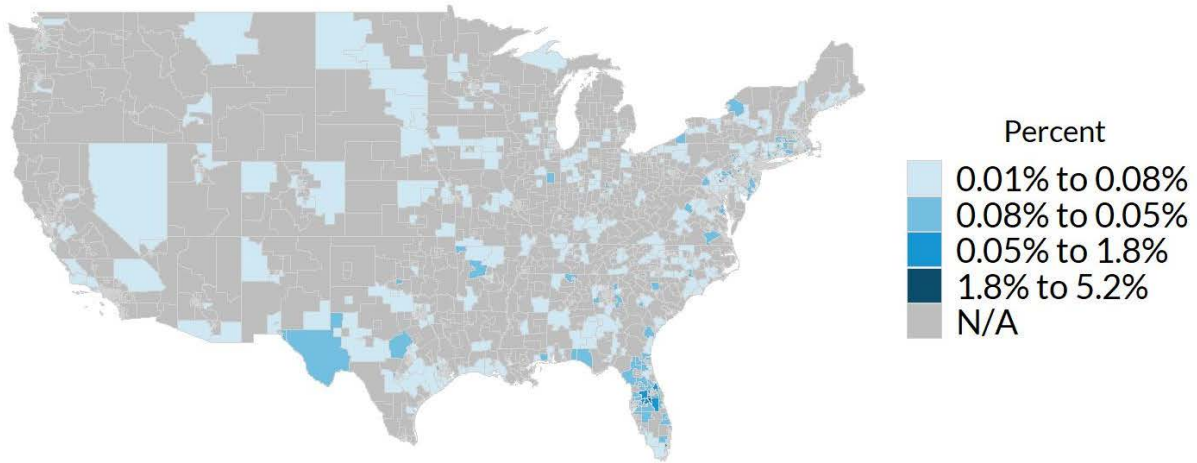 Percent
0.01% to 0.08%
0.08% to 0.05%
0.05% to 1.8%
1.8% to 5.2%
N/A